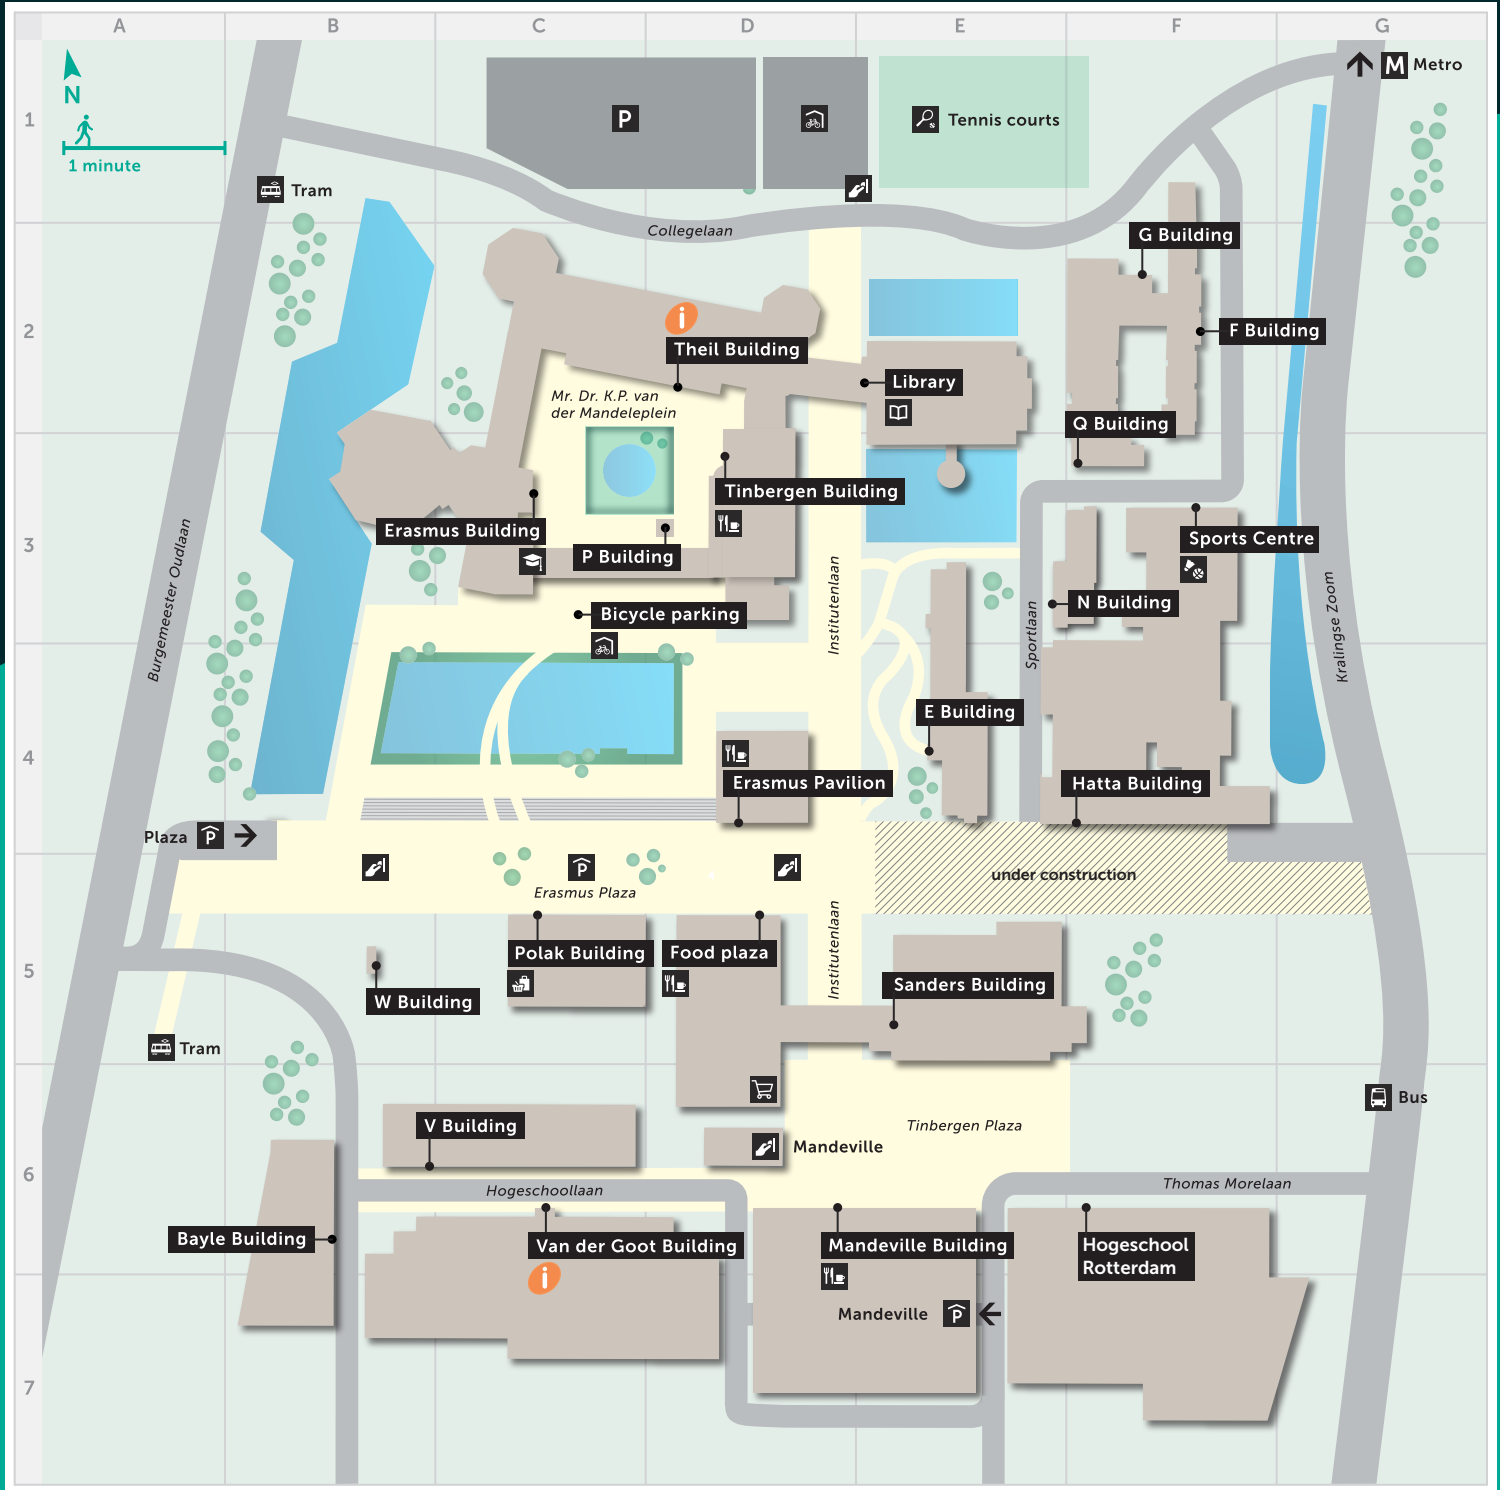 A B C D E F G
N
1 minute
1
Tram
P
Tennis courts
M Metro
Collegelaan
G Building
2
i
Theil Building
F Building
Library
Mr. Dr. K.P. van
der Mandeleplein
Q Building
Tinbergen Building
Erasmus Building
P Building
Sports Centre
3
Burgemeester Oudlaan
Institutenlaan
Sportlaan
Kralingse Zoom
N Building
Bicycle parking
E Building
4
Erasmus Pavilion
Hatta Building
Plaza P
P
under construction
Erasmus Plaza
Polak Building
Food plaza
Institutenlaan
5
W Building
Sanders Building
Tram
Bus
V Building
Tinbergen Plaza
Mandeville
6
Hogeschoollaan
Thomas Morelaan
Bayle Building
Van der Goot Building
Mandeville Building
Hogeschool
Rotterdam
i
Mandeville P
7